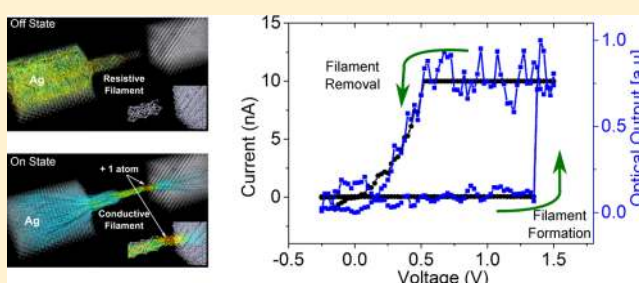 Off State
Ag
Resistive
Filament
On State
+ 1 atom
Ag
Conductive
Filament
Current (nA)
15
10
5
0
Filament
Removal
Filament
Formation
-0.5 0.0 0.5 1.0 1.5
Voltage (V)
1.0
0.5
0.0
Optical Output [a.u]